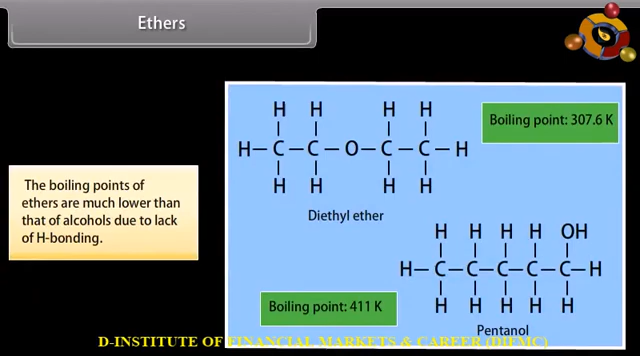 Ethers
The boiling points of
ethers are much lower than
that of alcohols due to lack
of H-bonding.
H H H H
H—C—C—O—C—C—H
H H H H
Boiling point: 307.6 K
Diethyl ether
H H H H OH
H—C—C—C—C—C—H
H H H H H
Boiling point: 411 K
Pentanol
D-INSTITUTE OF FINANCIAL MARKETS & CAREER (DIFMC)